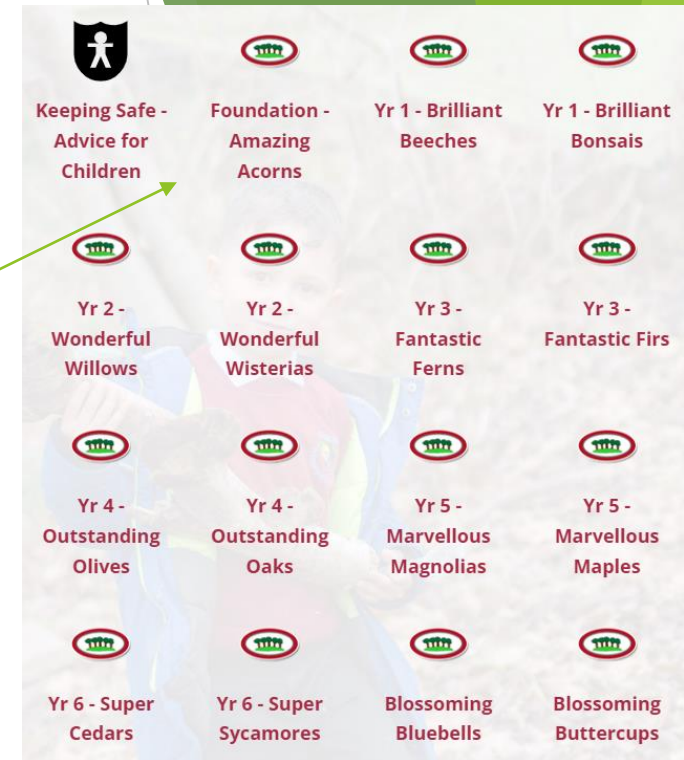 Keeping Safe -
Advice for
Children
Foundation -
Amazing
Acorns
Yr 1 - Brilliant
Beeches
Yr 1 - Brilliant
Bonsais
Yr 2 -
Wonderful
Willows
Yr 2 -
Wonderful
Wisterias
Yr 3 -
Fantastic
Ferns
Yr 3 -
Fantastic Firs
Yr 4 -
Outstanding
Olives
Yr 4 -
Outstanding
Oaks
Yr 5 -
Marvellous
Magnolias
Yr 5 -
Marvellous
Maples
Yr 6 - Super
Cedars
Yr 6 - Super
Sycamores
Blossoming
Bluebells
Blossoming
Buttercups